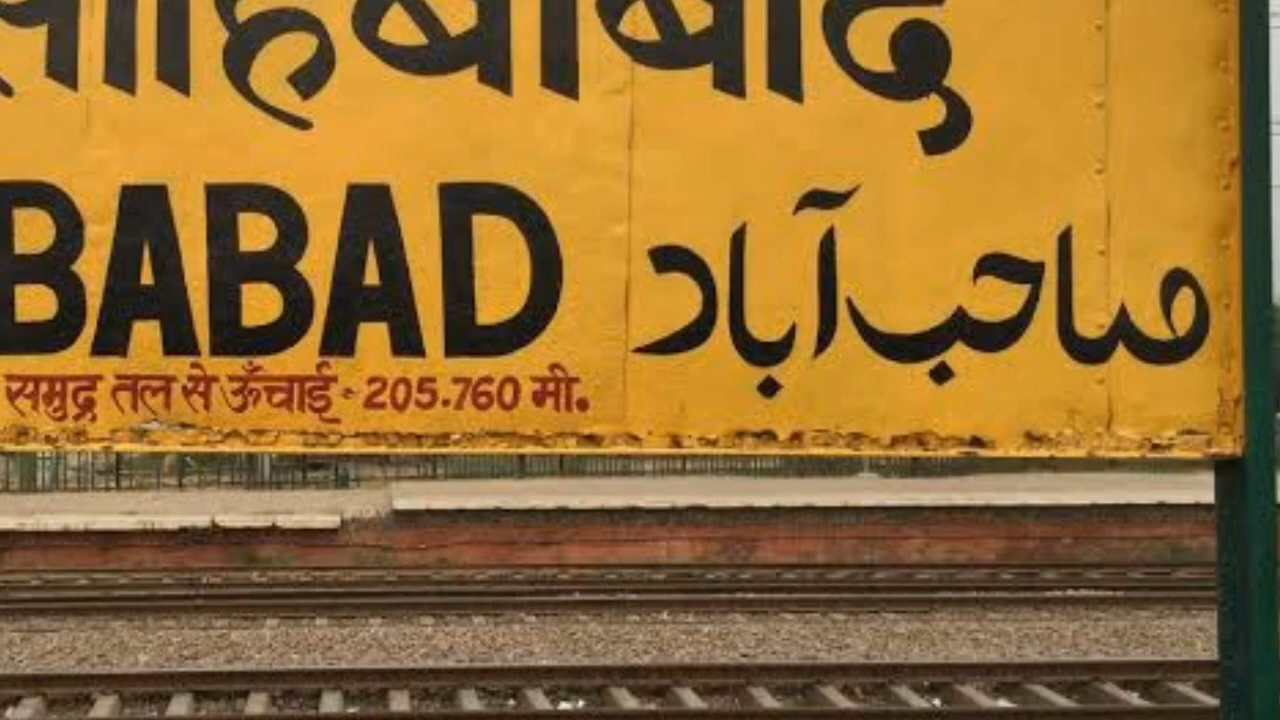 साहिबाबाद
BABAD صاحب آباد
समुद्र तल से ऊँचाई - 205.760 मी.